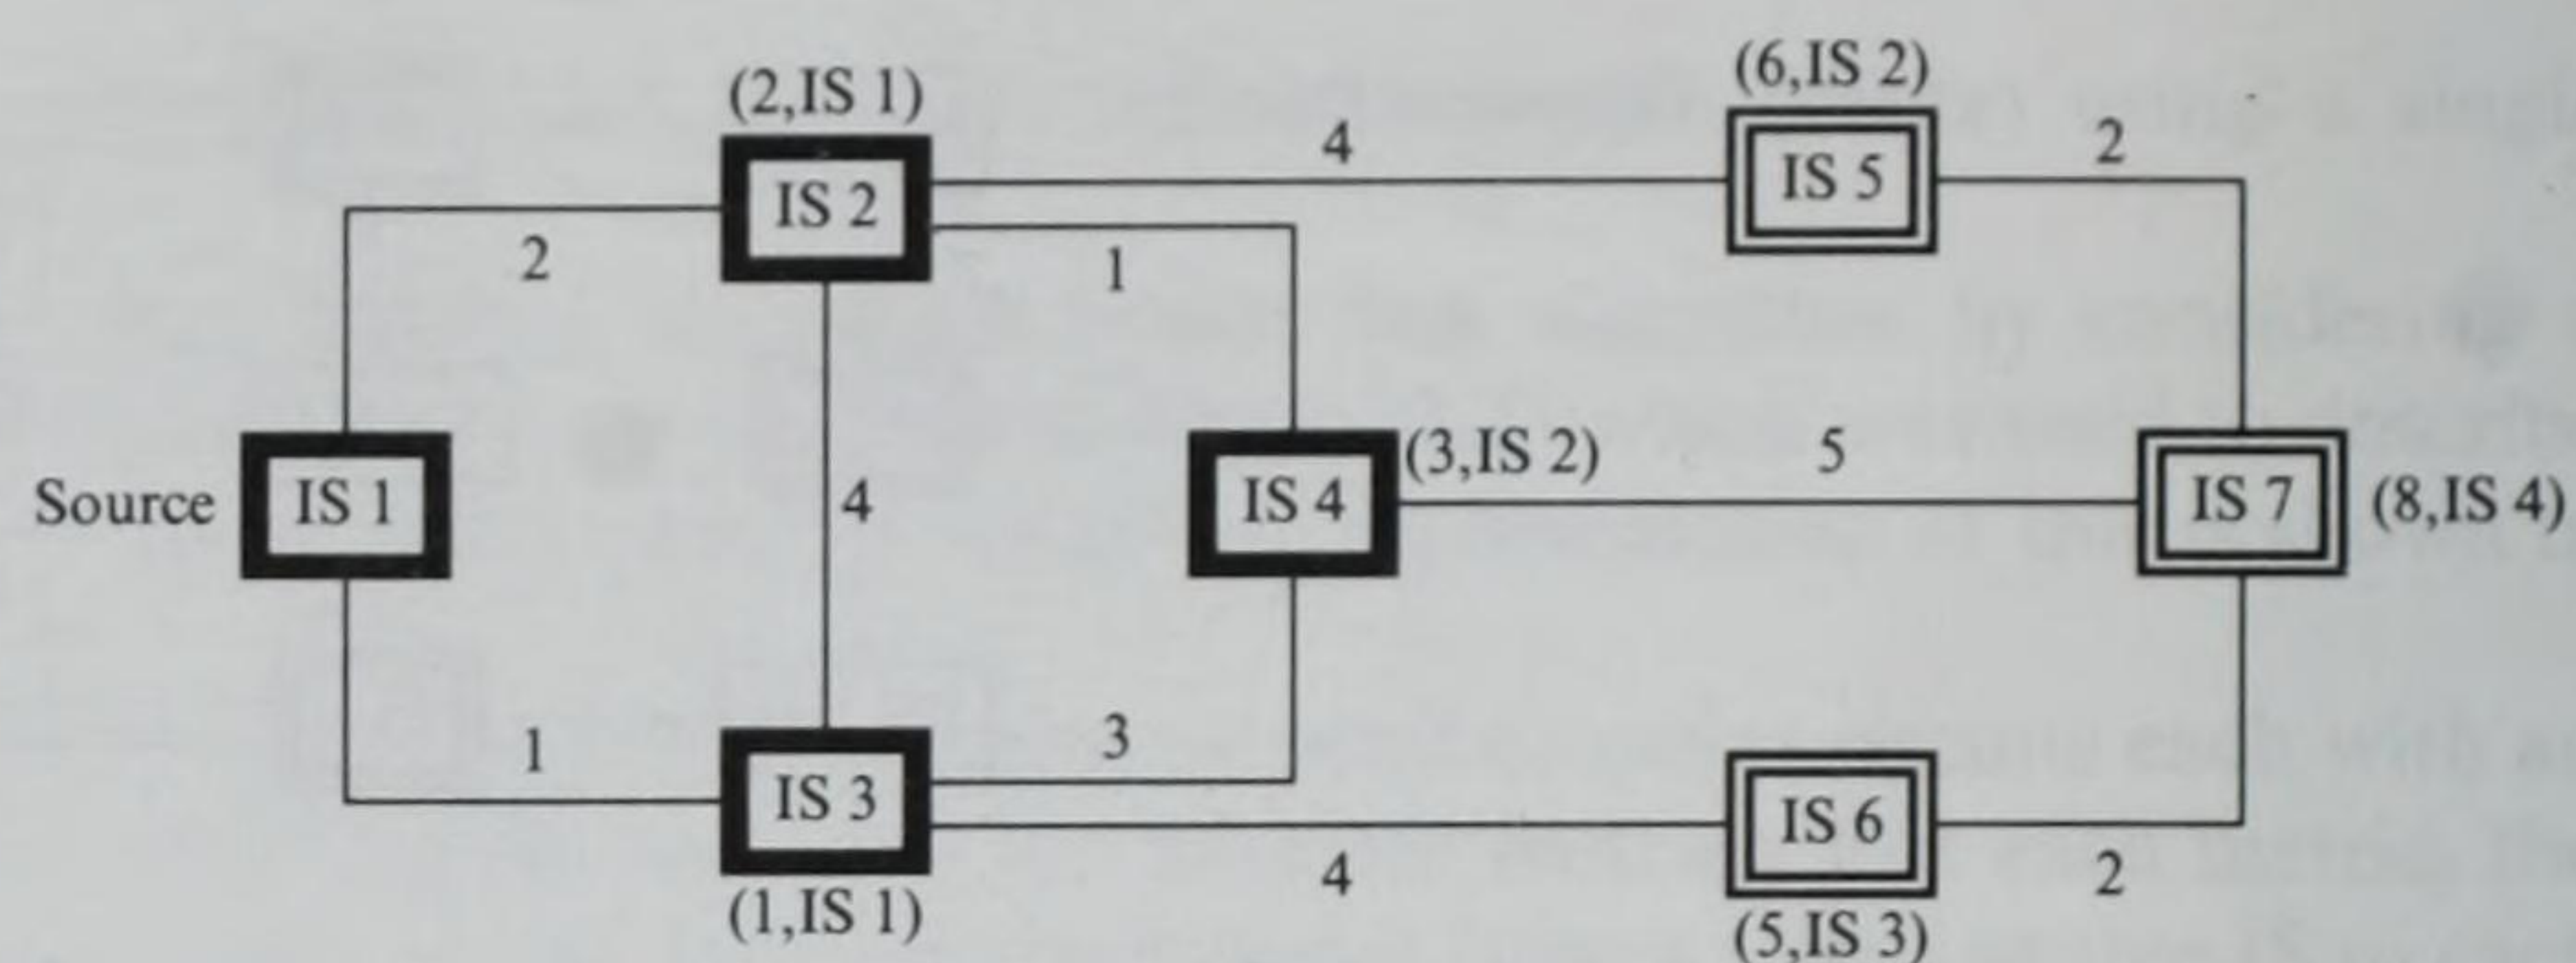 (6,IS 2)
(2,IS 1)
4
IS 5
2
IS 2
2
1
(3,IS 2)
5
Source
IS 1
4
IS 4
IS 7
(8,IS 4)
1
3
IS 3
IS 6
4
2
(1,IS 1)
(5,IS 3)